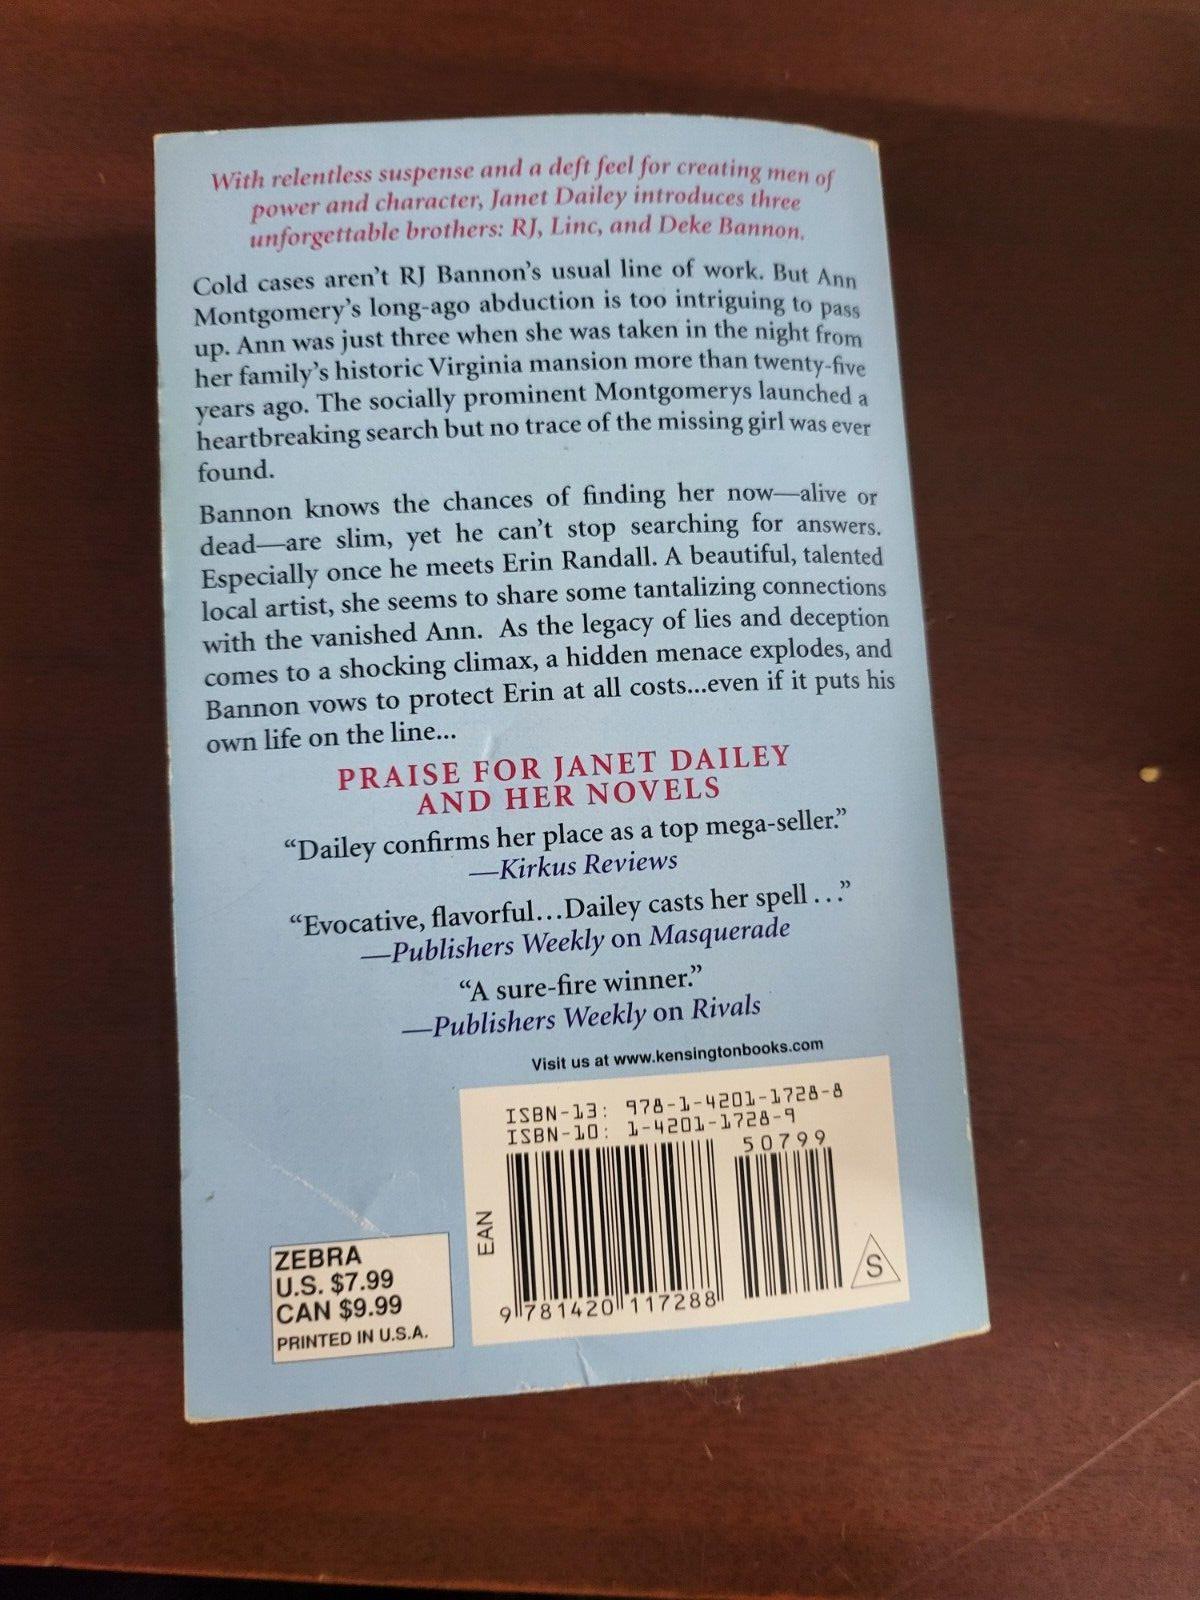 With relentless suspense and a deft feel for creating men of
power and character, Janet Dailey introduces three
unforgettable brothers: RJ, Linc, and Deke Bannon.
Cold cases aren't RJ Bannon's usual line of work. But Ann
Montgomery's long-ago abduction is too intriguing to pass
up. Ann was just three when she was taken in the night from
her family's historic Virginia mansion more than twenty-five
years ago. The socially prominent Montgomerys launched a
heartbreaking search but no trace of the missing girl was ever
found.
Bannon knows the chances of finding her now—alive or
dead—are slim, yet he can't stop searching for answers.
Especially once he meets Erin Randall. A beautiful, talented
local artist, she seems to share some tantalizing connections
with the vanished Ann. As the legacy of lies and deception
comes to a shocking climax, a hidden menace explodes, and
Bannon vows to protect Erin at all costs...even if it puts his
own life on the line...
PRAISE FOR JANET DAILEY
AND HER NOVELS
“Dailey confirms her place as a top mega-seller.”
—Kirkus Reviews
“Evocative, flavorful...Dailey casts her spell . . .”
—Publishers Weekly on Masquerade
“A sure-fire winner.”
—Publishers Weekly on Rivals
Visit us at www.kensingtonbooks.com
ISBN-13: 978-1-4201-1728-8
ISBN-10: 1-4201-1728-9
50799
EAN
9 781420 117288
S
ZEBRA
U.S. $7.99
CAN $9.99
PRINTED IN U.S.A.